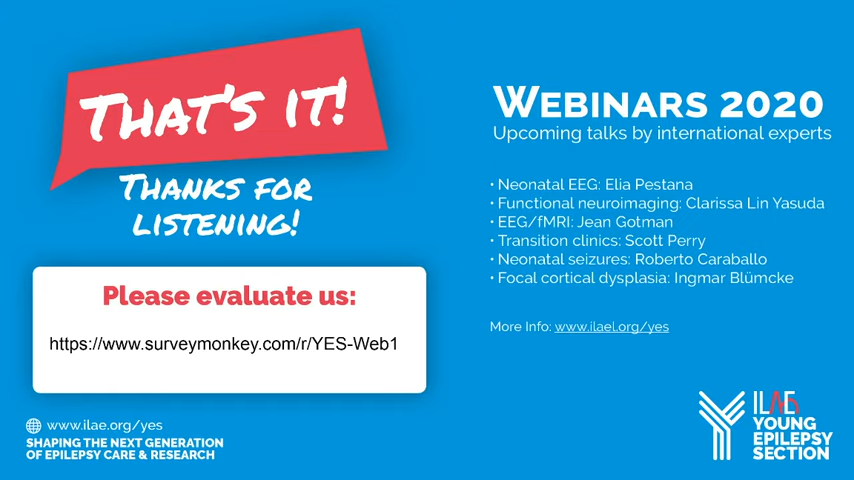 THAT'S IT!
THANKS FOR
LISTENING!
Please evaluate us:
https://www.surveymonkey.com/r/YES-Web1
www.ilae.org/yes
SHAPING THE NEXT GENERATION
OF EPILEPSY CARE & RESEARCH
WEBINARS 2020
Upcoming talks by international experts
• Neonatal EEG: Elia Pestana
• Functional neuroimaging: Clarissa Lin Yasuda
• EEG/fMRI: Jean Gotman
• Transition clinics: Scott Perry
• Neonatal seizures: Roberto Caraballo
• Focal cortical dysplasia: Ingmar Blümcke
More Info: www.ilael.org/yes
ILAE
YOUNG
EPILEPSY
SECTION